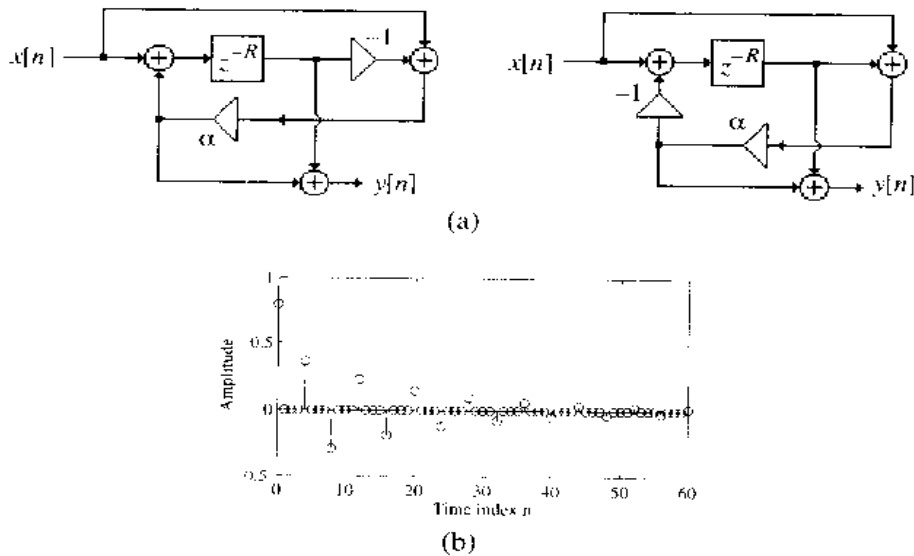 x[n] z^{-R} −1 α y[n]
x[n] −1 z^{-R} α y[n]
(a)
1
0.5
0
0.5
Amplitude
0 10 20 30 40 50 60
Time index n
(b)